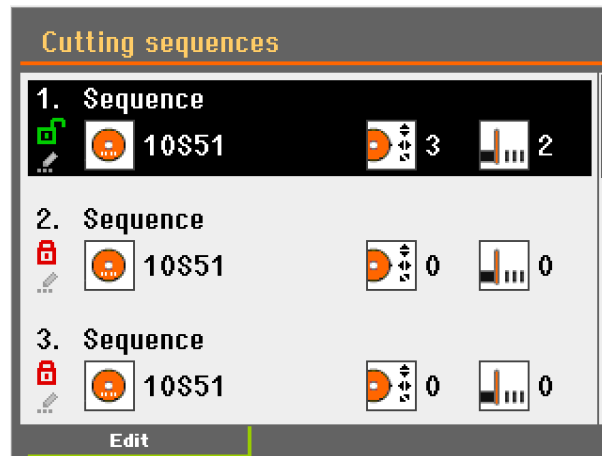 Cutting sequences
1. Sequence
10S51 3 2
2. Sequence
10S51 0 0
3. Sequence
10S51 0 0
Edit